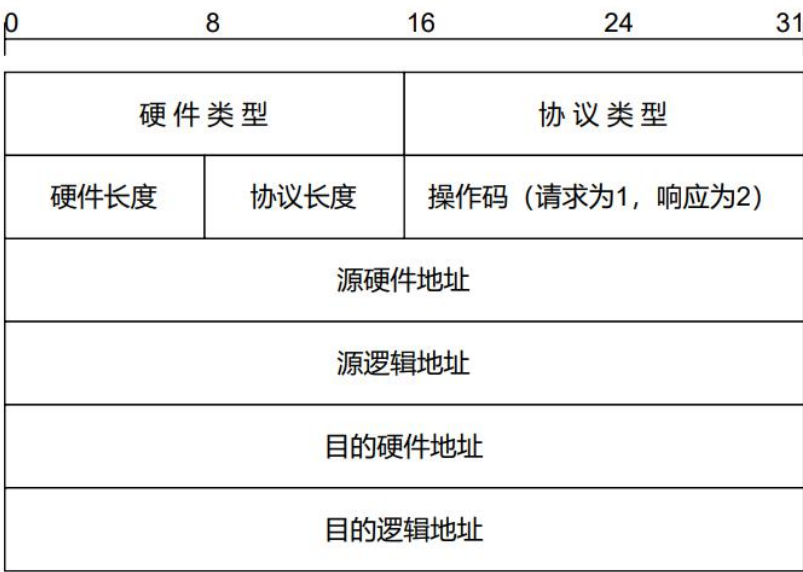 0 8 16 24 31
硬件类型 协议类型
硬件长度 协议长度 操作码（请求为1，响应为2）
源硬件地址
源逻辑地址
目的硬件地址
目的逻辑地址